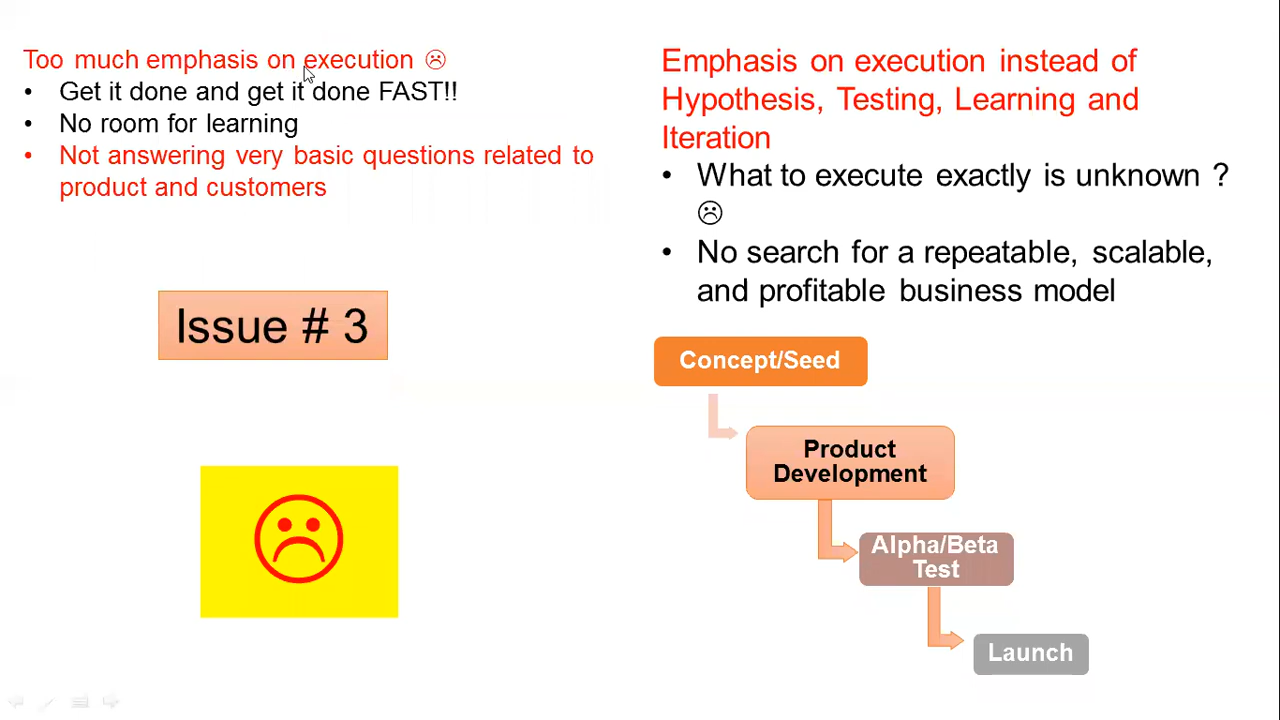 Too much emphasis on execution ☹
• Get it done and get it done FAST!!
• No room for learning
• Not answering very basic questions related to
product and customers
Issue # 3
Emphasis on execution instead of
Hypothesis, Testing, Learning and
Iteration
• What to execute exactly is unknown ?
☹
• No search for a repeatable, scalable,
and profitable business model
Concept/Seed
Product
Development
Alpha/Beta
Test
Launch